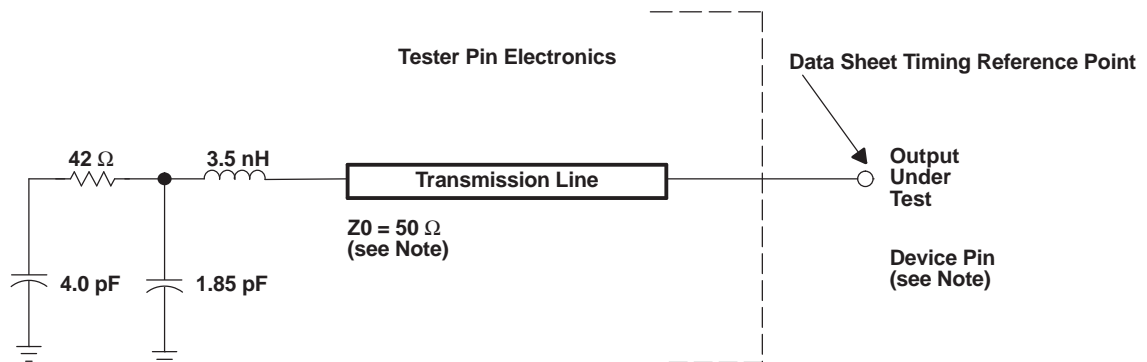 Tester Pin Electronics
Data Sheet Timing Reference Point
42 Ω
3.5 nH
Transmission Line
Output
Under
Test
Z0 = 50 Ω
(see Note)
Device Pin
(see Note)
4.0 pF
1.85 pF